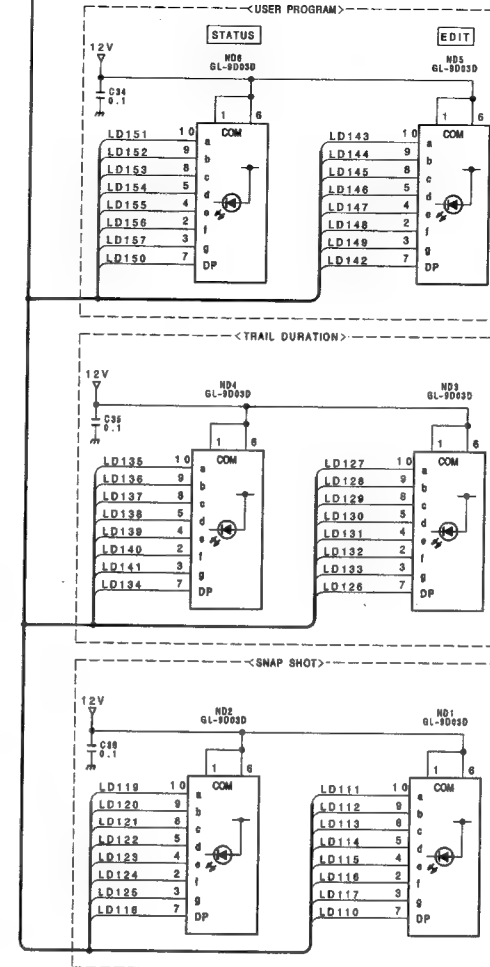 <USER PROGRAM>
STATUS
EDIT
12V
C34
0.1
ND6
GL-9D03D
ND5
GL-9D03D
1 6
COM
LD151 10 a
LD152 9 b
LD153 8 c
LD154 5 d
LD155 4 e
LD156 2 f
LD157 3 g
LD150 7 DP
1 6
COM
LD143 10 a
LD144 9 b
LD145 8 c
LD146 5 d
LD147 4 e
LD148 2 f
LD149 3 g
LD142 7 DP
<TRAIL DURATION>
12V
C35
0.1
ND4
GL-9D03D
ND3
GL-9D03D
1 6
COM
LD135 10 a
LD136 9 b
LD137 8 c
LD138 5 d
LD139 4 e
LD140 2 f
LD141 3 g
LD134 7 DP
1 6
COM
LD127 10 a
LD128 9 b
LD129 8 c
LD130 5 d
LD131 4 e
LD132 2 f
LD133 3 g
LD126 7 DP
<SNAP SHOT>
12V
C36
0.1
ND2
GL-9D03D
ND1
GL-9D03D
1 6
COM
LD119 10 a
LD120 9 b
LD121 8 c
LD122 5 d
LD123 4 e
LD124 2 f
LD125 3 g
LD118 7 DP
1 6
COM
LD111 10 a
LD112 9 b
LD113 8 c
LD114 5 d
LD115 4 e
LD116 2 f
LD117 3 g
LD110 7 DP